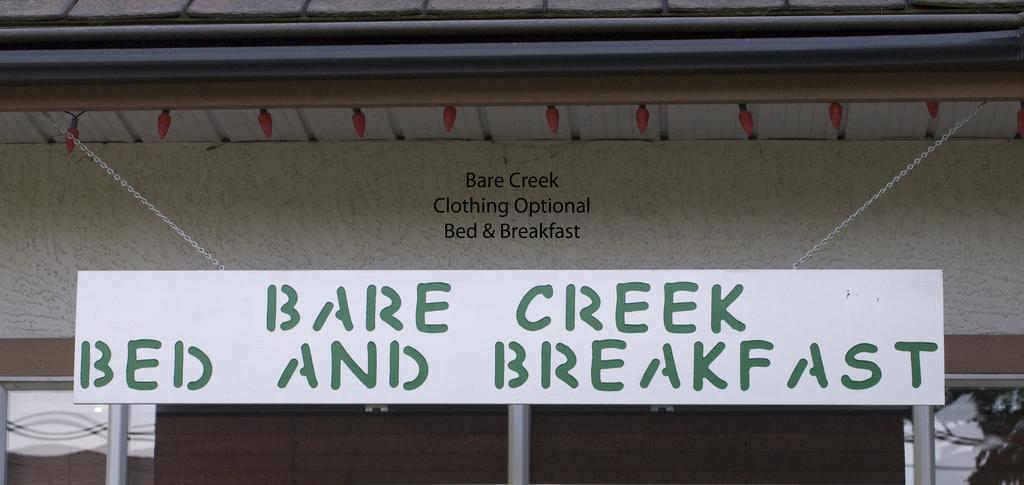 Bare Creek
Clothing Optional
Bed & Breakfast
BARE CREEK
BED AND BREAKFAST